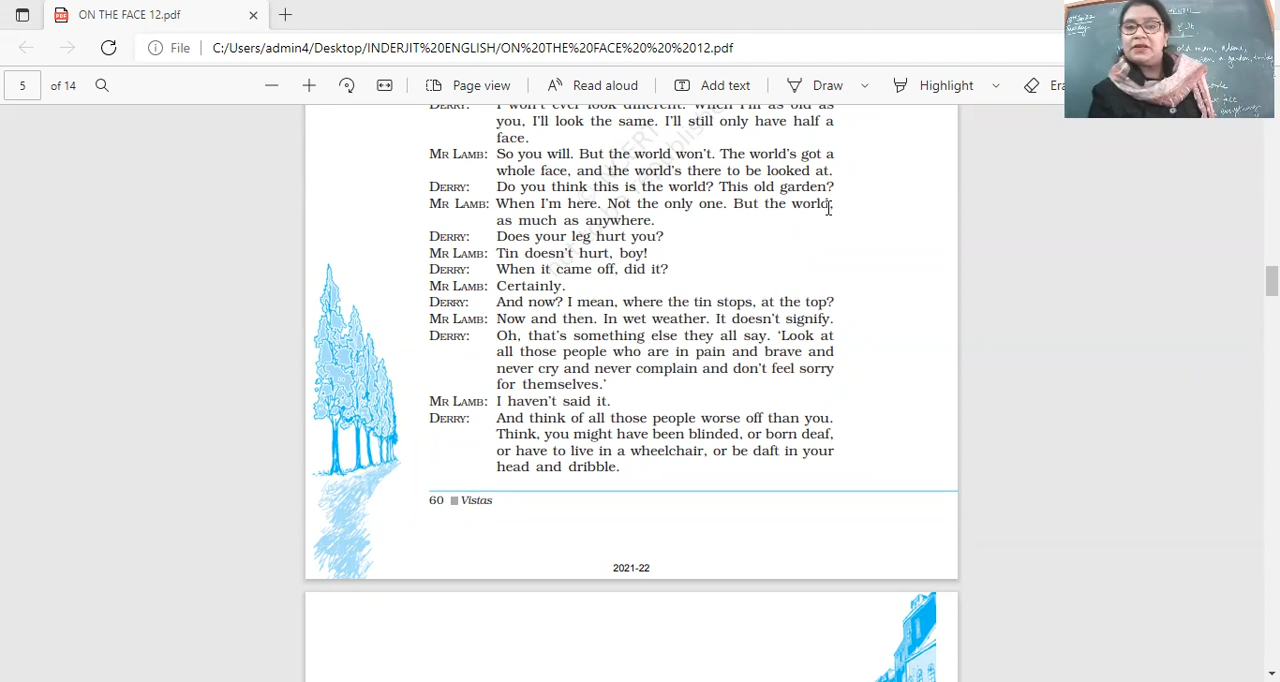 ON THE FACE 12.pdf
File
C:/Users/admin4/Desktop/INDERJIT%20ENGLISH/ON%20THE%20FACE%20%20%2012.pdf
5 of 14
Page view
Read aloud
Add text
Draw
Highlight
Era
DERRY: I won't ever look different. When I'm as old as
you, I'll look the same. I'll still only have half a
face.
MR LAMB: So you will. But the world won't. The world's got a
whole face, and the world's there to be looked at.
DERRY: Do you think this is the world? This old garden?
MR LAMB: When I'm here. Not the only one. But the world,
as much as anywhere.
DERRY: Does your leg hurt you?
MR LAMB: Tin doesn't hurt, boy!
DERRY: When it came off, did it?
MR LAMB: Certainly.
DERRY: And now? I mean, where the tin stops, at the top?
MR LAMB: Now and then. In wet weather. It doesn't signify.
DERRY: Oh, that's something else they all say. ‘Look at
all those people who are in pain and brave and
never cry and never complain and don't feel sorry
for themselves.’
MR LAMB: I haven't said it.
DERRY: And think of all those people worse off than you.
Think, you might have been blinded, or born deaf,
or have to live in a wheelchair, or be daft in your
head and dribble.
60 Vistas
2021-22
old man, alone,
a garden,
face